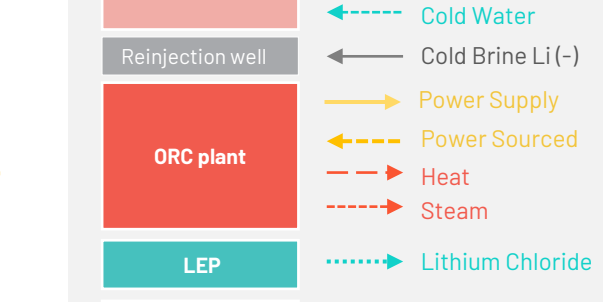 Cold Water
Reinjection well
Cold Brine Li (-)
Power Supply
ORC plant
Power Sourced
Heat
Steam
LEP
Lithium Chloride